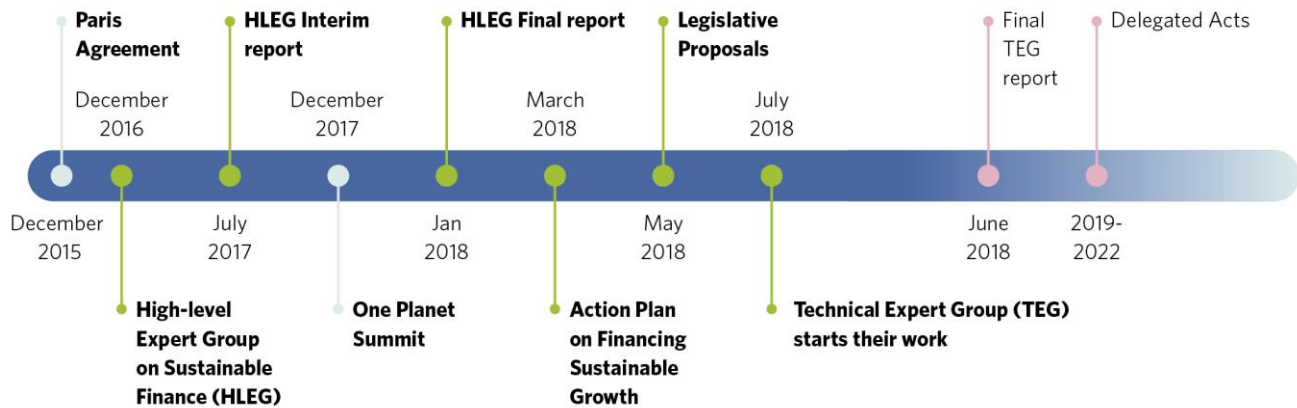 Paris
Agreement
HLEG Interim
report
HLEG Final report
Legislative
Proposals
Final
TEG
report
Delegated Acts
December
2016
December
2017
March
2018
July
2018
December
2015
July
2017
Jan
2018
May
2018
June
2018
2019-
2022
High-level
Expert Group
on Sustainable
Finance (HLEG)
One Planet
Summit
Action Plan
on Financing
Sustainable
Growth
Technical Expert Group (TEG)
starts their work